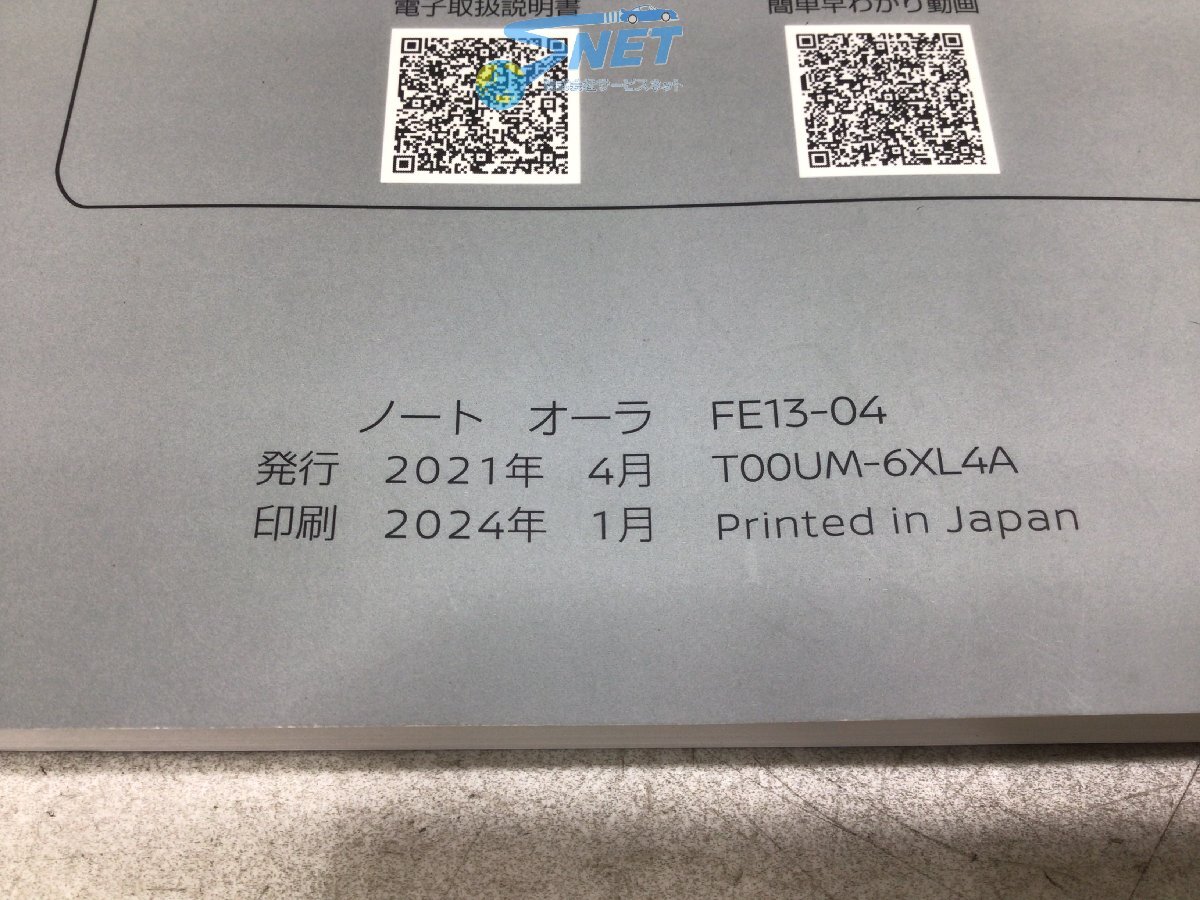 電子取扱説明書 簡単早わかり動画
NET
ノート オーラ FE13-04
発行 2021年 4月 T00UM-6XL4A
印刷 2024年 1月 Printed in Japan